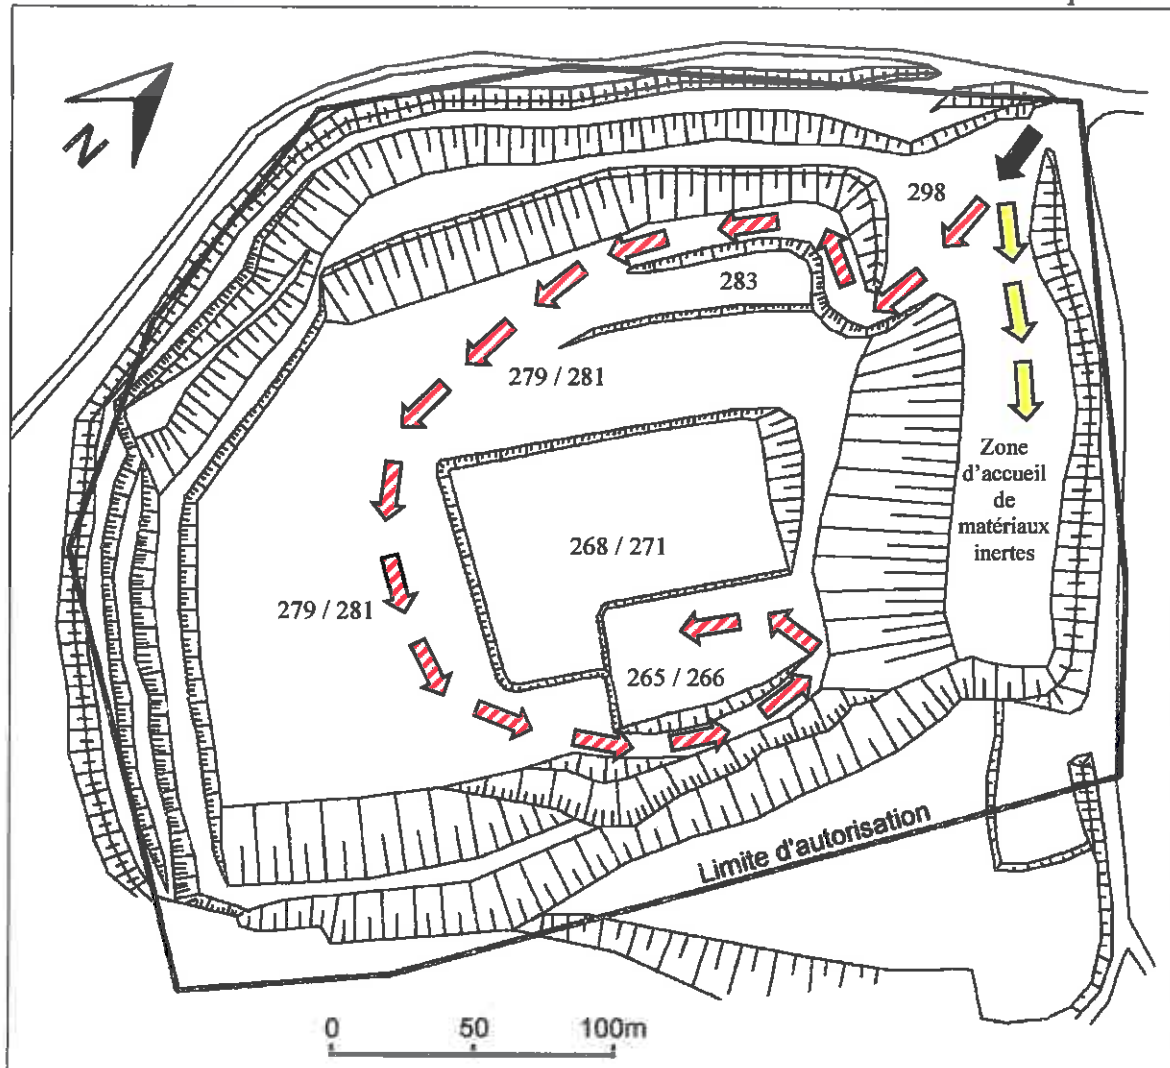 N
298
283
279 / 281
Zone
d'accueil
de
matériaux
inertes
268 / 271
279 / 281
265 / 266
Limite d'autorisation
0 50 100m